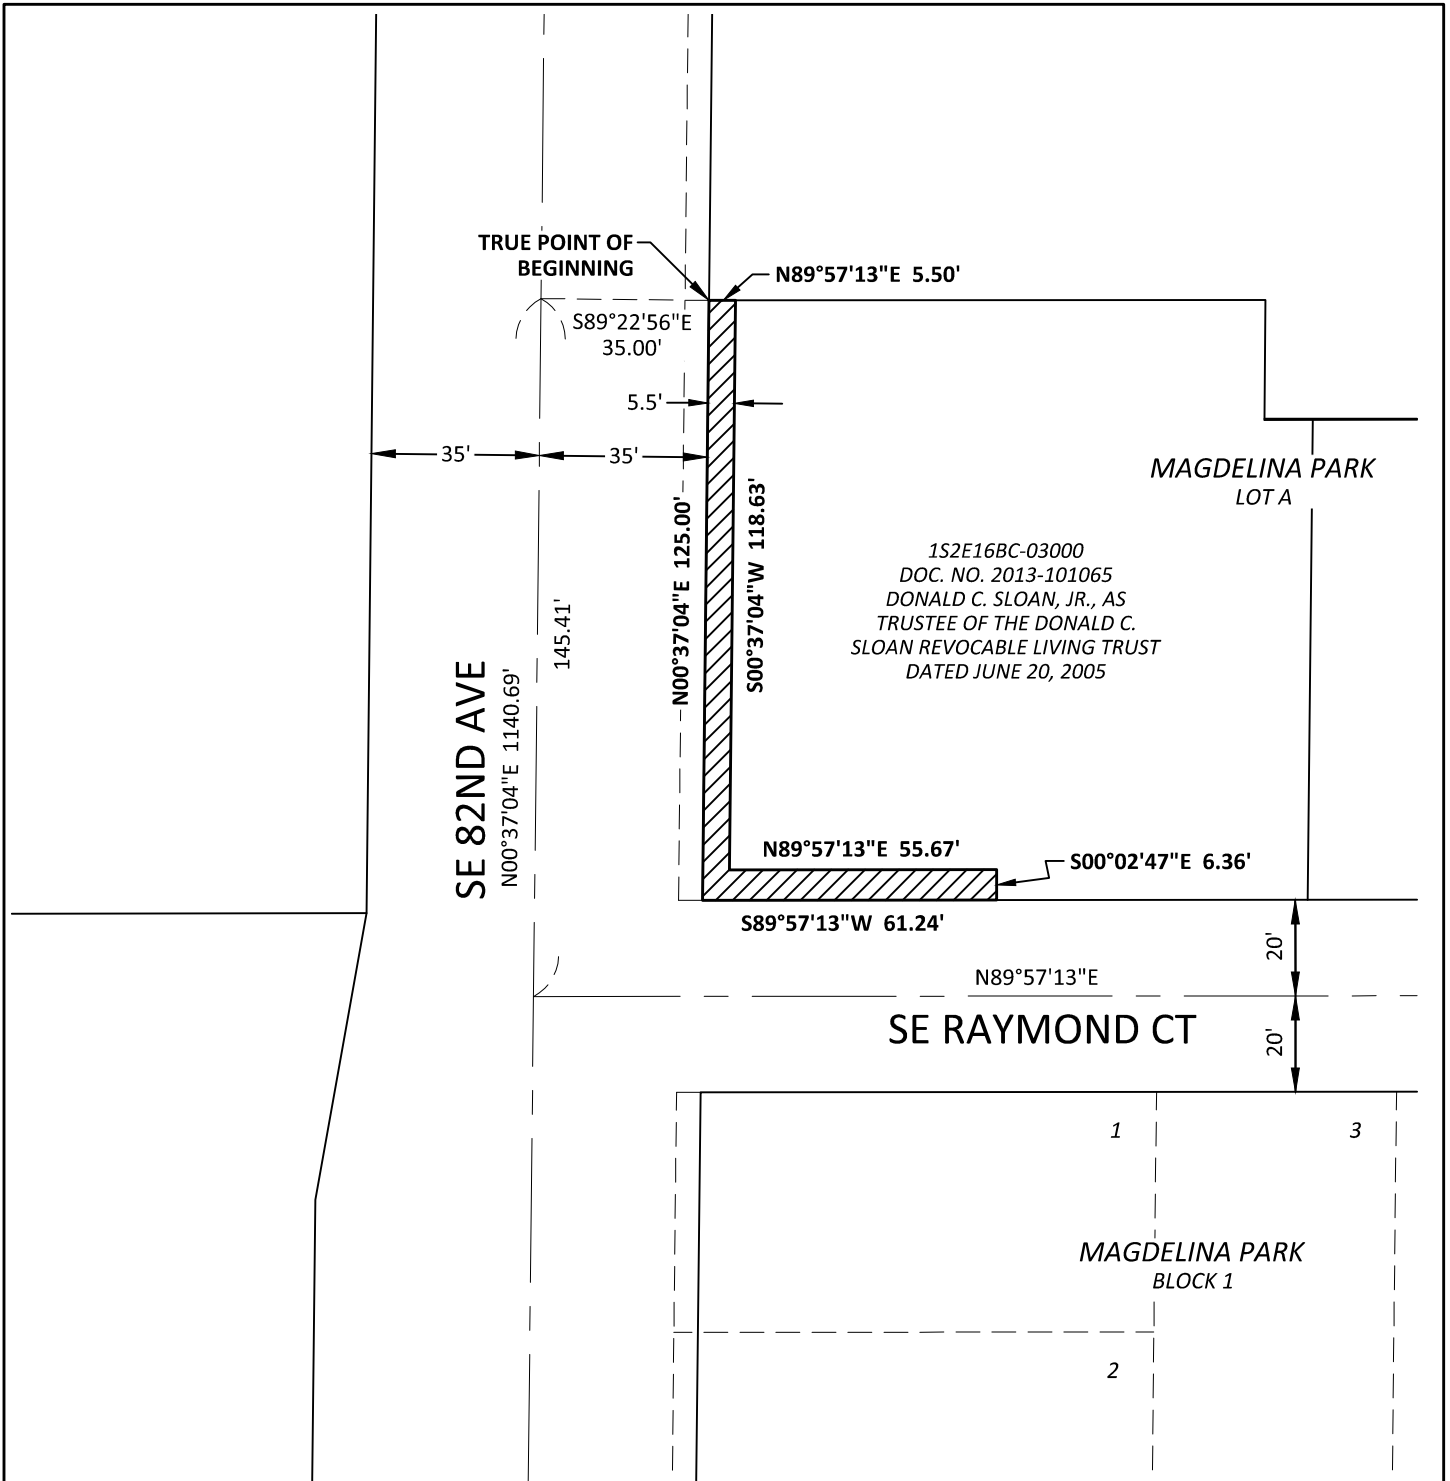 TRUE POINT OF
BEGINNING
N89°57'13"E 5.50'
S89°22'56"E
35.00'
5.5'
35'
35'
MAGDELINA PARK
LOT A
N00°37'04"E 125.00'
S00°37'04"W 118.63'
1S2E16BC-03000
DOC. NO. 2013-101065
DONALD C. SLOAN, JR., AS
TRUSTEE OF THE DONALD C.
SLOAN REVOCABLE LIVING TRUST
DATED JUNE 20, 2005
145.41'
SE 82ND AVE
N00°37'04"E 1140.69'
N89°57'13"E 55.67'
S00°02'47"E 6.36'
S89°57'13"W 61.24'
20'
N89°57'13"E
SE RAYMOND CT
20'
1
3
MAGDELINA PARK
BLOCK 1
2